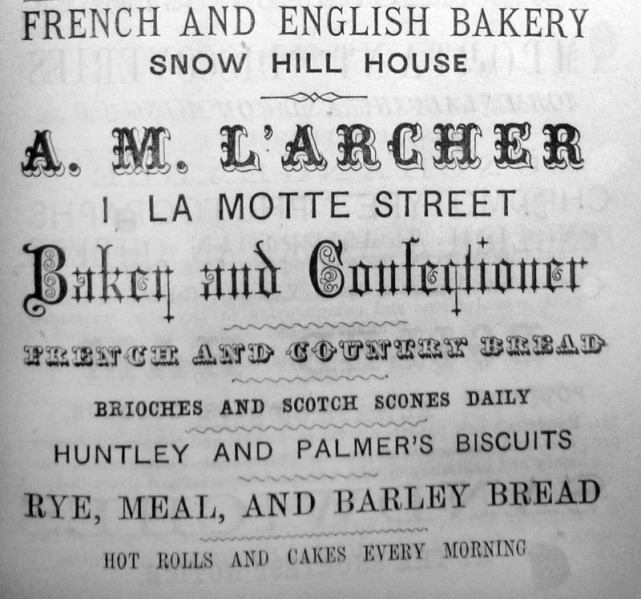 FRENCH AND ENGLISH BAKERY
SNOW HILL HOUSE
A. M. L'ARCHER
1 LA MOTTE STREET
Baker and Confectioner
FRENCH AND COUNTRY BREAD
BRIOCHES AND SCOTCH SCONES DAILY
HUNTLEY AND PALMER'S BISCUITS
RYE, MEAL, AND BARLEY BREAD
HOT ROLLS AND CAKES EVERY MORNING